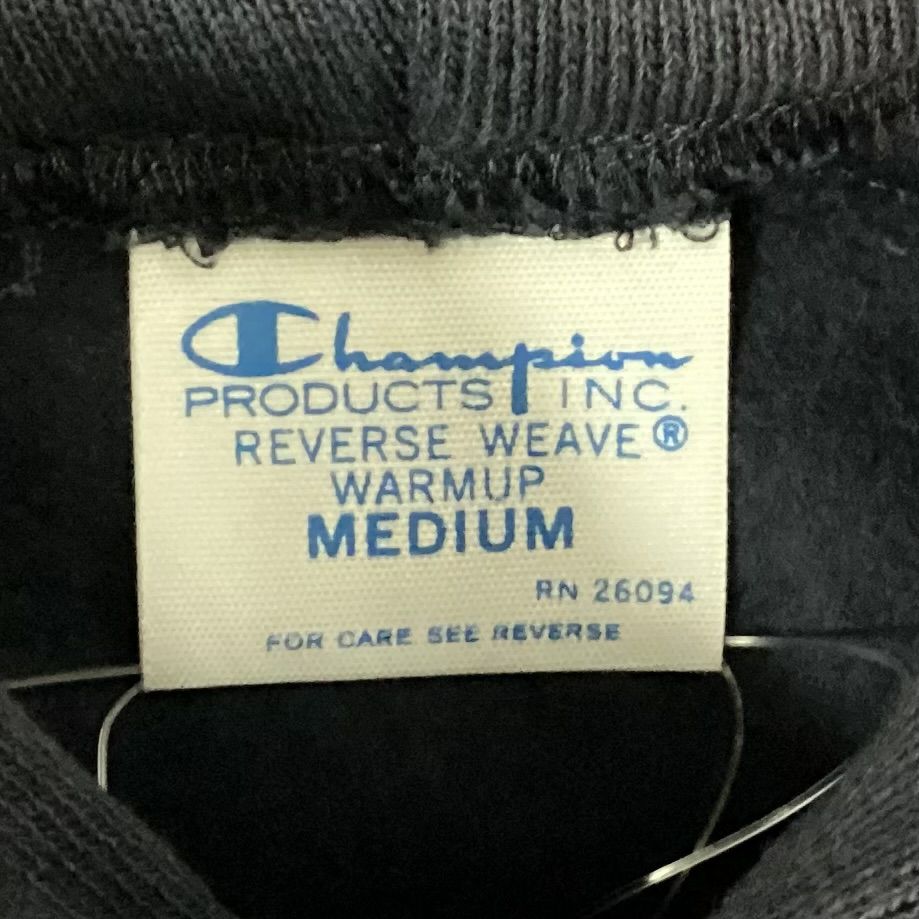 Champion
PRODUCTS INC.
REVERSE WEAVE®
WARMUP
MEDIUM
RN 26094
FOR CARE SEE REVERSE